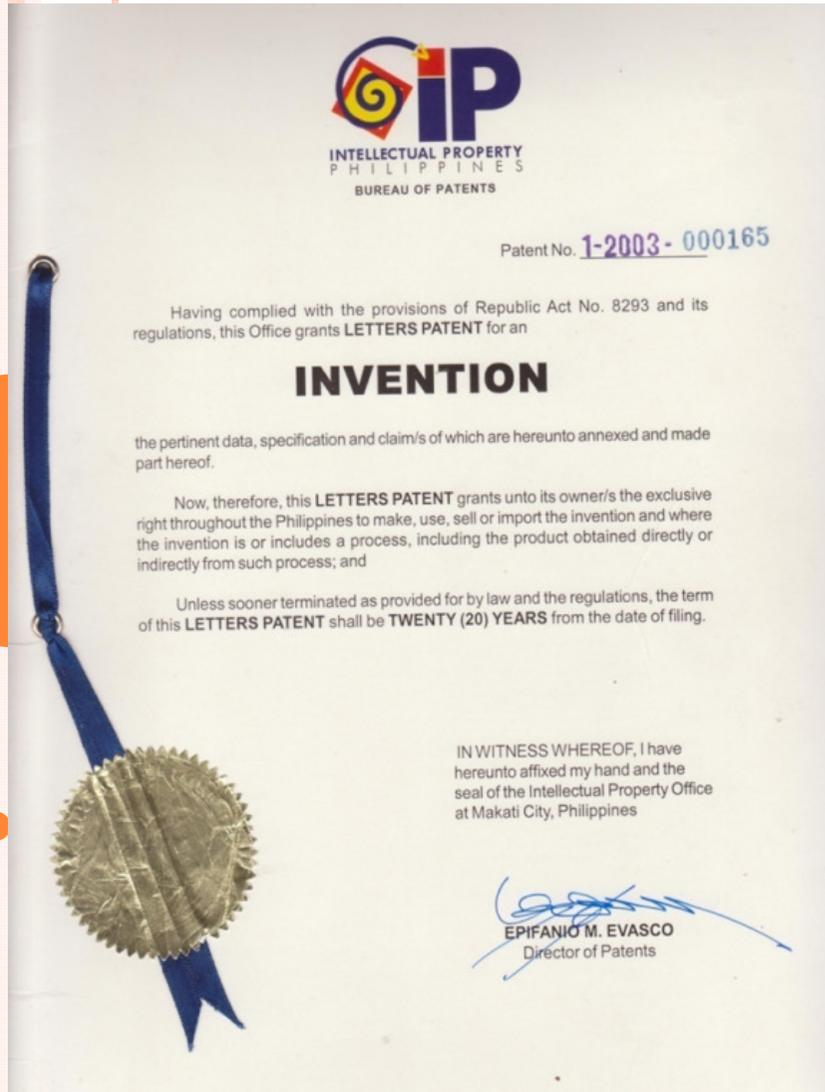 iP
INTELLECTUAL PROPERTY
PHILIPPINES
BUREAU OF PATENTS
Patent No. 1-2003-000165
Having complied with the provisions of Republic Act No. 8293 and its
regulations, this Office grants LETTERS PATENT for an
INVENTION
the pertinent data, specification and claim/s of which are hereunto annexed and made
part hereof.
Now, therefore, this LETTERS PATENT grants unto its owner/s the exclusive
right throughout the Philippines to make, use, sell or import the invention and where
the invention is or includes a process, including the product obtained directly or
indirectly from such process; and
Unless sooner terminated as provided for by law and the regulations, the term
of this LETTERS PATENT shall be TWENTY (20) YEARS from the date of filing.
IN WITNESS WHEREOF, I have
hereunto affixed my hand and the
seal of the Intellectual Property Office
at Makati City, Philippines
EPIFANIO M. EVASCO
Director of Patents